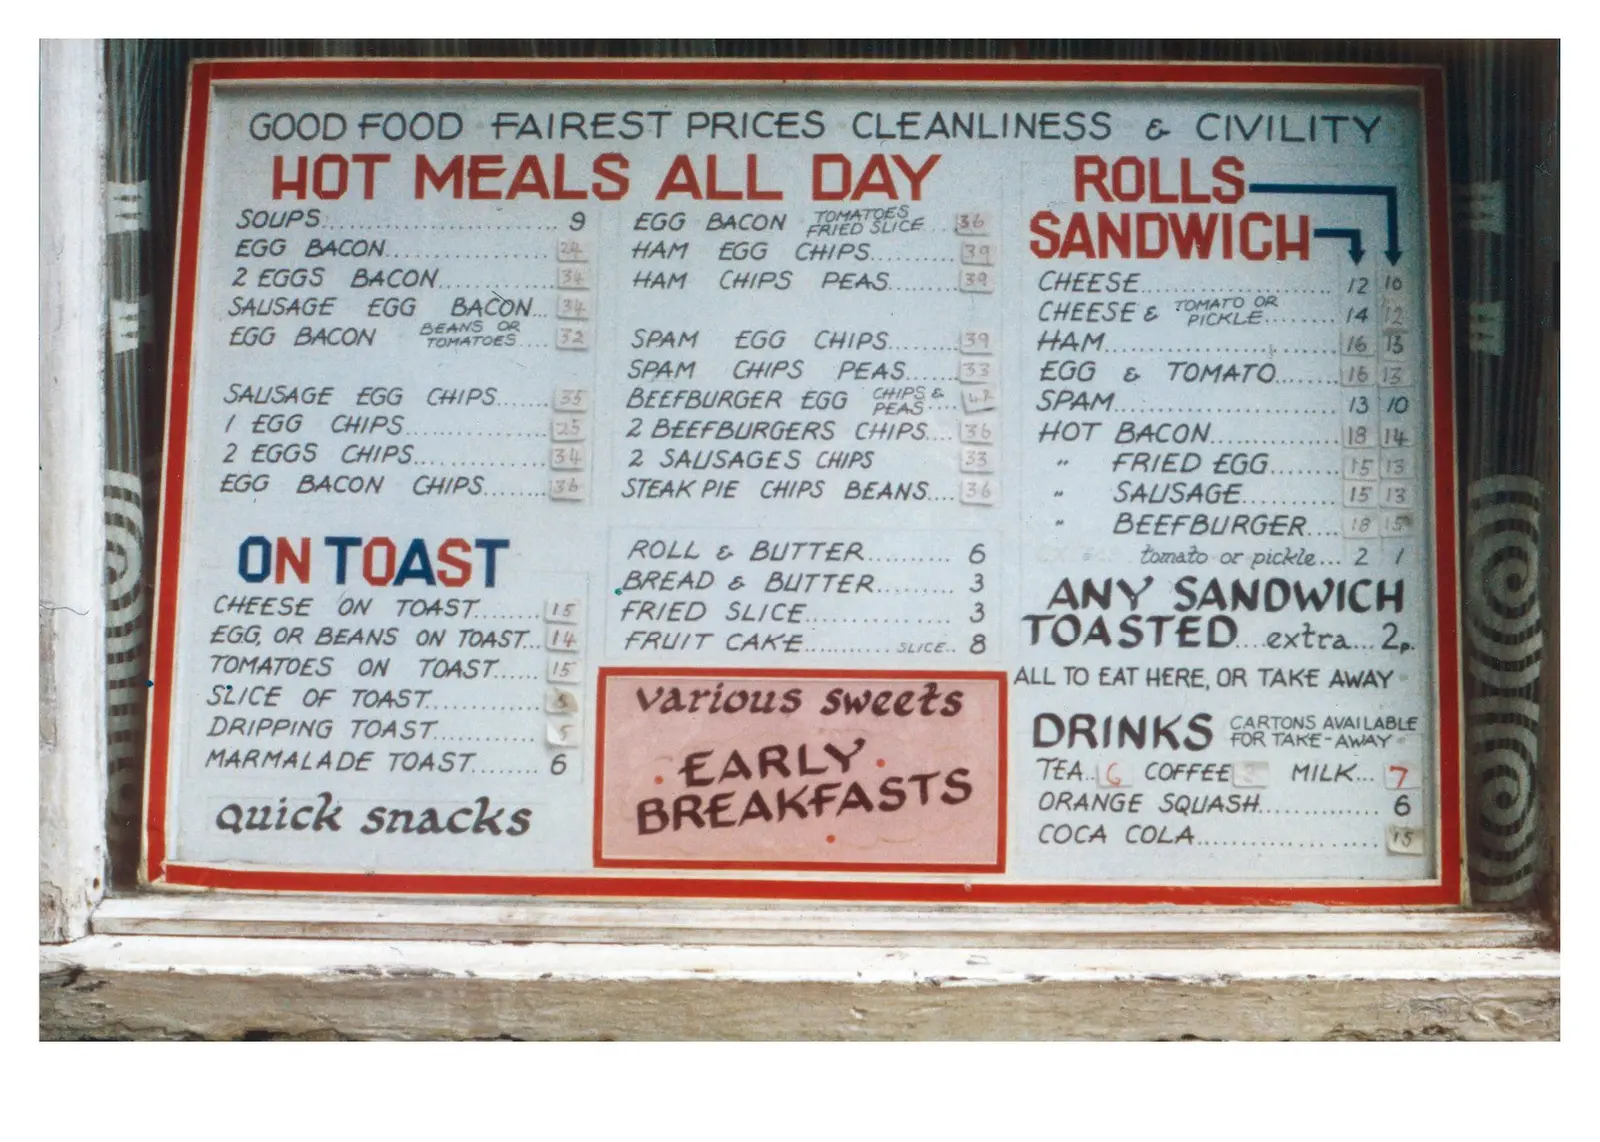 GOOD FOOD FAIREST PRICES CLEANLINESS & CIVILITY
HOT MEALS ALL DAY
SOUPS 9
EGG BACON 24
2 EGGS BACON 34
SAUSAGE EGG BACON 34
EGG BACON BEANS OR TOMATOES 32
SAUSAGE EGG CHIPS 35
1 EGG CHIPS 25
2 EGGS CHIPS 34
EGG BACON CHIPS 36
ON TOAST
CHEESE ON TOAST 15
EGG, OR BEANS ON TOAST 14
TOMATOES ON TOAST 15
SLICE OF TOAST
DRIPPING TOAST 5
MARMALADE TOAST 6
quick snacks
EGG BACON TOMATOES FRIED SLICE 36
HAM EGG CHIPS 39
HAM CHIPS PEAS 39
SPAM EGG CHIPS 39
SPAM CHIPS PEAS 33
BEEFBURGER EGG CHIPS & PEAS
2 BEEFBURGERS CHIPS 36
2 SAUSAGES CHIPS 33
STEAK PIE CHIPS BEANS 36
ROLL & BUTTER 6
BREAD & BUTTER 3
FRIED SLICE 3
FRUIT CAKE SLICE 8
various sweets
EARLY
BREAKFASTS
ROLLS
SANDWICH
CHEESE 12 10
CHEESE & TOMATO OR PICKLE 14 12
HAM 16 13
EGG & TOMATO 16 13
SPAM 13 10
HOT BACON 18 14
" FRIED EGG 15 13
" SAUSAGE 15 13
" BEEFBURGER 18 15
tomato or pickle 2 1
ANY SANDWICH
TOASTED extra 2p.
ALL TO EAT HERE, OR TAKE AWAY
DRINKS CARTONS AVAILABLE FOR TAKE-AWAY
TEA 6 COFFEE MILK 7
ORANGE SQUASH 6
COCA COLA 15